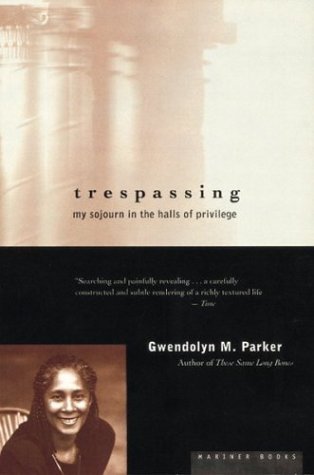 trespassing
my sojourn in the halls of privilege
"Searching and painfully revealing . . . a carefully
constructed and subtle rendering of a richly textured life
— Time
Gwendolyn M. Parker
Author of These Same Long Bones
MARINER BOOKS